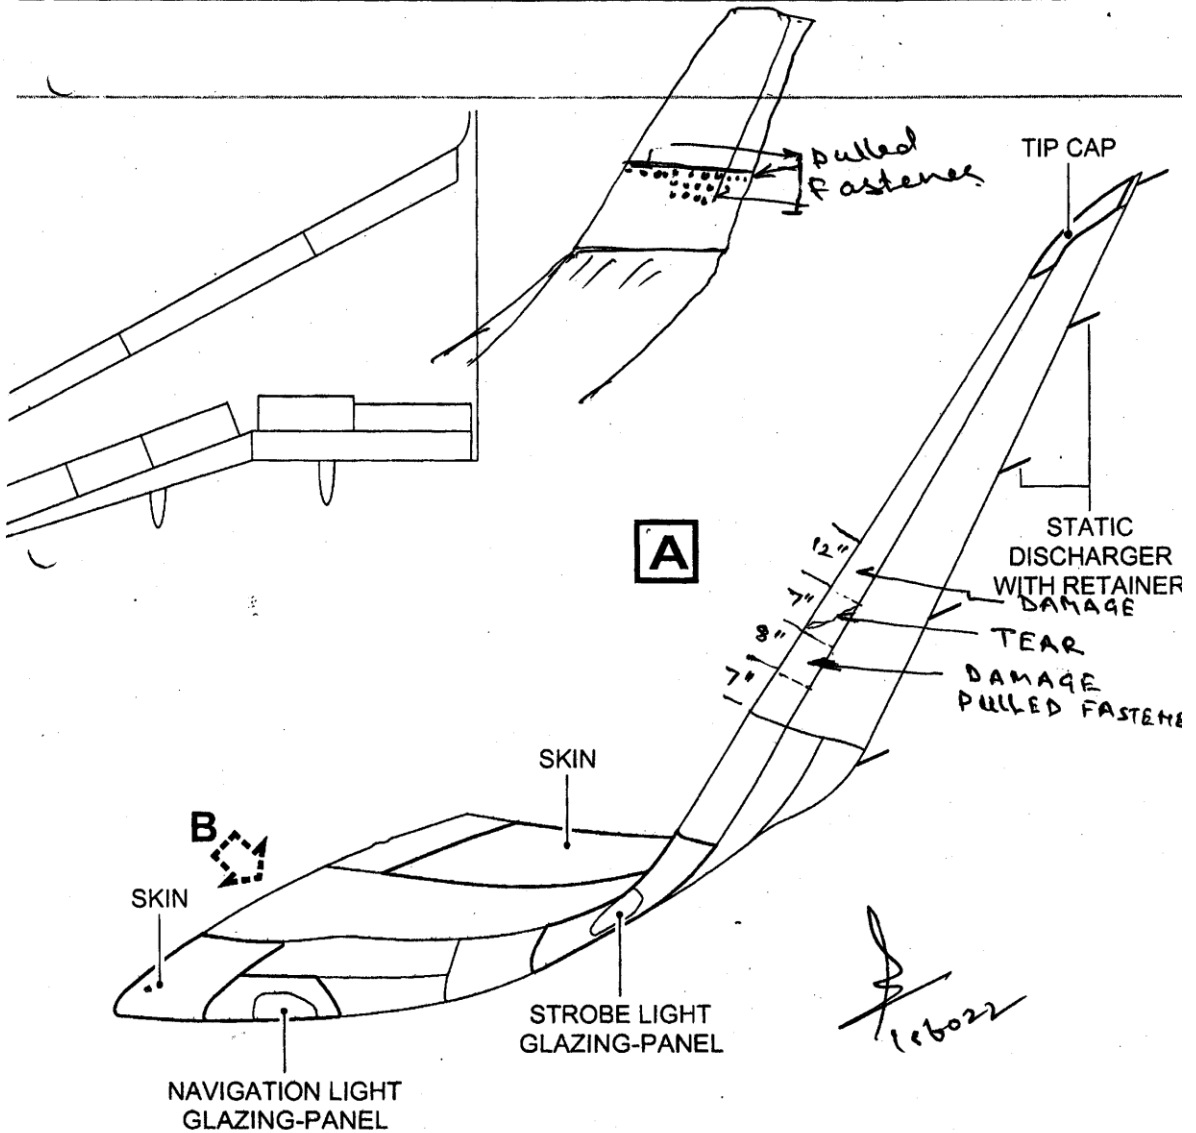 Pulled
Fastenes
TIP CAP
A
STATIC
DISCHARGER
WITH RETAINER
12"
7"
8"
7"
DAMAGE
TEAR
DAMAGE
PULLED FASTENE
SKIN
B
SKIN
STROBE LIGHT
GLAZING-PANEL
NAVIGATION LIGHT
GLAZING-PANEL